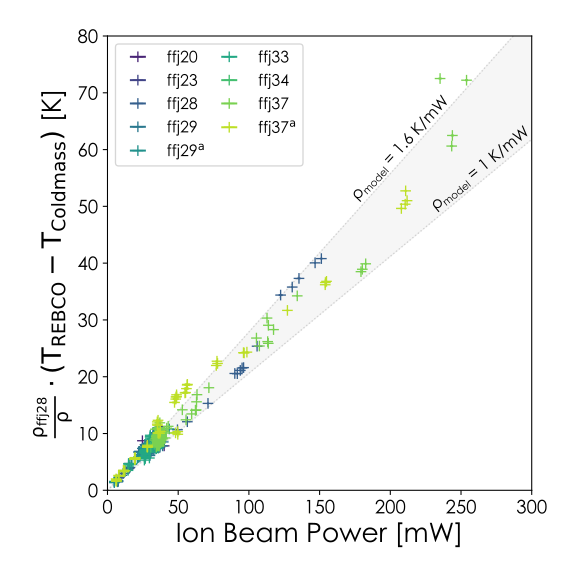 80
70
60
50
40
30
20
10
0
0 50 100 150 200 250 300
ffj20
ffj23
ffj28
ffj29
ffj29ᵃ
ffj33
ffj34
ffj37
ffj37ᵃ
ρmodel = 1.6 K/mW
ρmodel = 1 K/mW
ρffj28/ρ · (TREBCO − TColdmass) [K]
Ion Beam Power [mW]